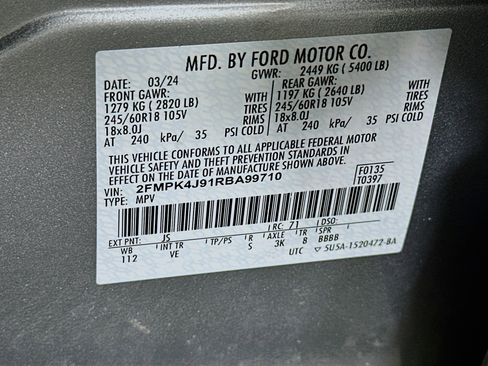 MFD. BY FORD MOTOR CO.
DATE: 03/24 GVWR: 2449 KG (5400 LB)
FRONT GAWR: REAR GAWR:
1279 KG (2820 LB) WITH 1197 KG (2640 LB) WITH
245/60R18 105V TIRES 245/60R18 105V TIRES
18x8.0J RIMS 18x8.0J RIMS
AT 240 kPa/ 35 PSI COLD AT 240 kPa/ 35 PSI COLD
THIS VEHICLE CONFORMS TO ALL APPLICABLE FEDERAL MOTOR
VEHICLE SAFETY AND THEFT PREVENTION STANDARDS IN EFFECT ON
THE DATE OF MANUFACTURE SHOWN ABOVE.
VIN: 2FMPK4J91RBA99710 F0135
TYPE: MPV T0397
EXT PNT: JS RC: 71 DSO:
WB INT TR TP/PS R AXLE TR SPR
112 VE S 3K 8 BBBB
UTC 5U5A-1520472-BA